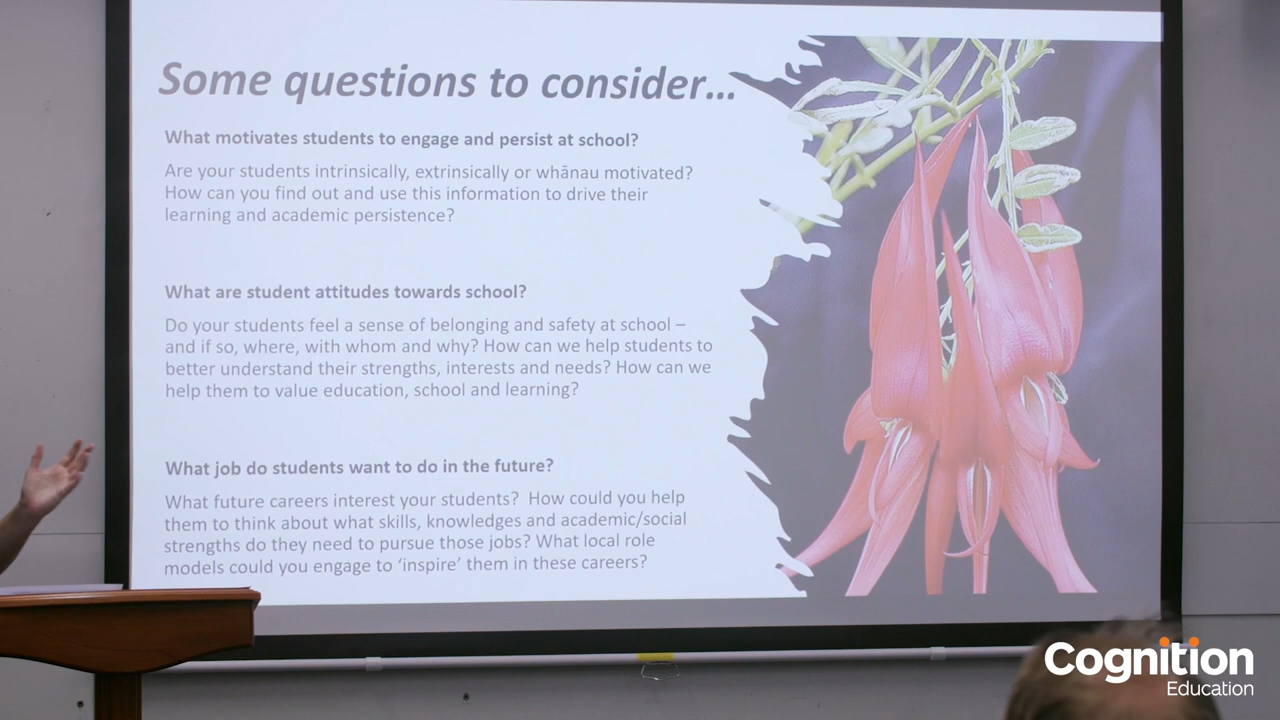 Some questions to consider...
What motivates students to engage and persist at school?
Are your students intrinsically, extrinsically or whānau motivated?
How can you find out and use this information to drive their
learning and academic persistence?
What are student attitudes towards school?
Do your students feel a sense of belonging and safety at school –
and if so, where, with whom and why? How can we help students to
better understand their strengths, interests and needs? How can we
help them to value education, school and learning?
What job do students want to do in the future?
What future careers interest your students?  How could you help
them to think about what skills, knowledges and academic/social
strengths do they need to pursue those jobs? What local role
models could you engage to ‘inspire’ them in these careers?
Cognition
Education